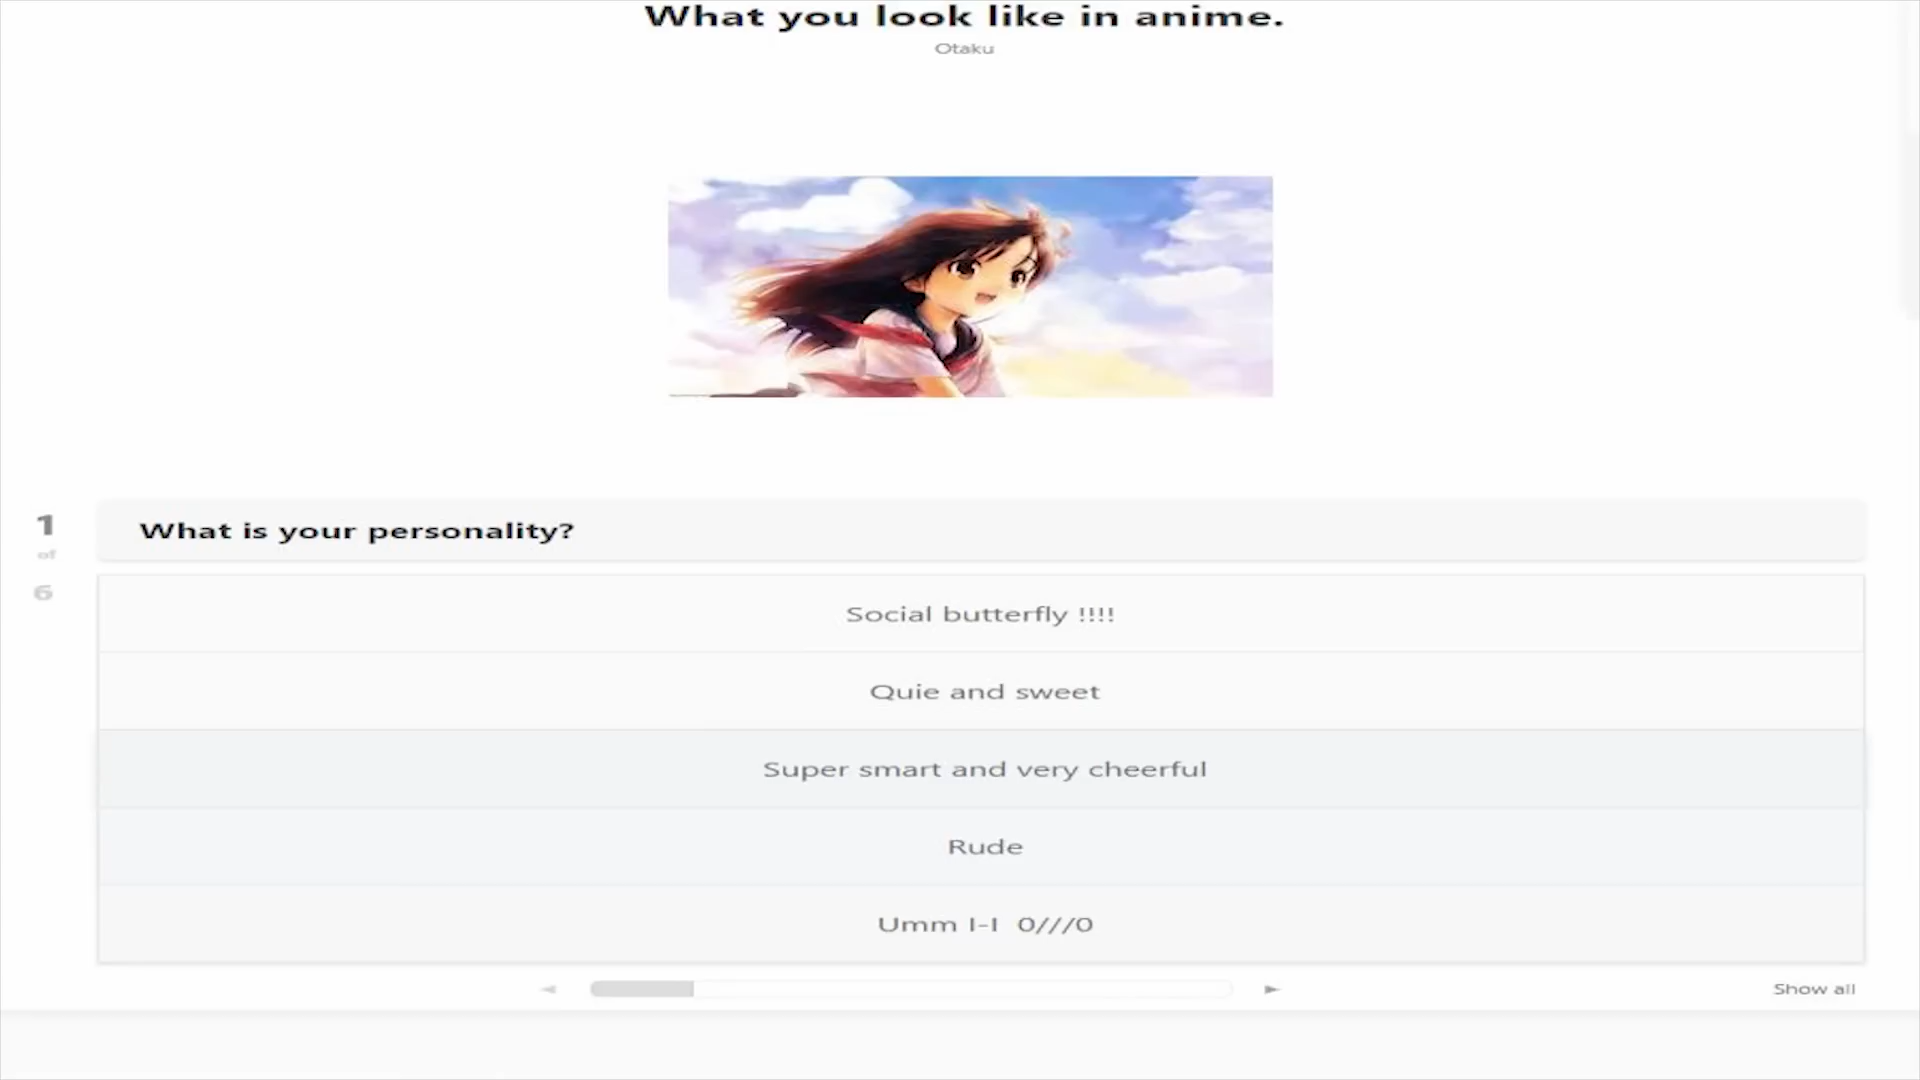 What you look like in anime.
Otaku
1
of
6
What is your personality?
Social butterfly !!!!
Quie and sweet
Super smart and very cheerful
Rude
Umm I-I 0///0
Show all